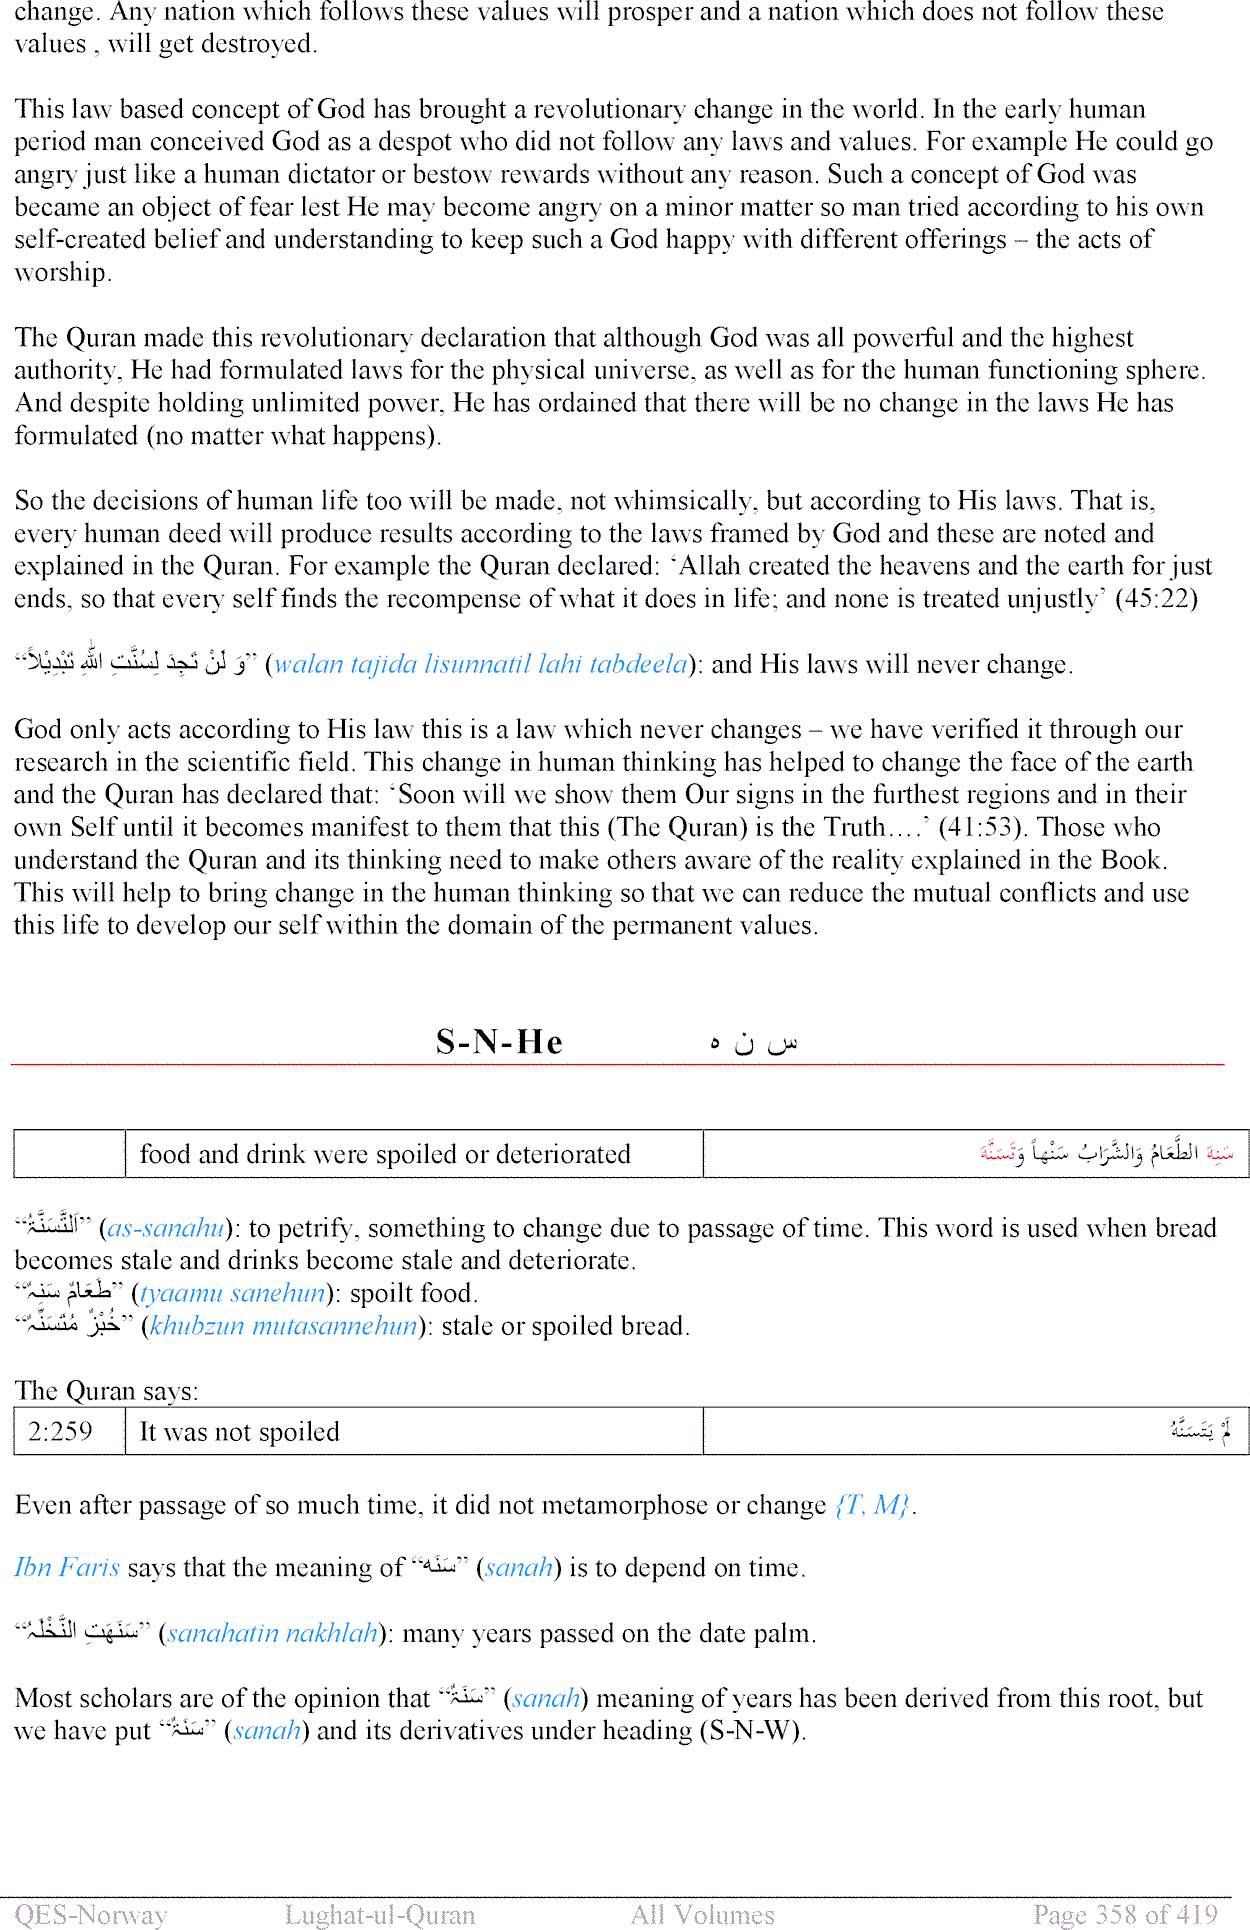 change. Any nation which follows these values will prosper and a nation which does not follow these
values , will get destroyed.
This law based concept of God has brought a revolutionary change in the world. In the early human
period man conceived God as a despot who did not follow any laws and values. For example He could go
angry just like a human dictator or bestow rewards without any reason. Such a concept of God was
became an object of fear lest He may become angry on a minor matter so man tried according to his own
self-created belief and understanding to keep such a God happy with different offerings – the acts of
worship.
The Quran made this revolutionary declaration that although God was all powerful and the highest
authority, He had formulated laws for the physical universe, as well as for the human functioning sphere.
And despite holding unlimited power, He has ordained that there will be no change in the laws He has
formulated (no matter what happens).
So the decisions of human life too will be made, not whimsically, but according to His laws. That is,
every human deed will produce results according to the laws framed by God and these are noted and
explained in the Quran. For example the Quran declared: ‘Allah created the heavens and the earth for just
ends, so that every self finds the recompense of what it does in life; and none is treated unjustly’ (45:22)
“وَ لَنْ تَجِدَ لِسُنَّتِ اللّٰہِ تَبْدِيْلاً” (walan tajida lisunnatil lahi tabdeela): and His laws will never change.
God only acts according to His law this is a law which never changes – we have verified it through our
research in the scientific field. This change in human thinking has helped to change the face of the earth
and the Quran has declared that: ‘Soon will we show them Our signs in the furthest regions and in their
own Self until it becomes manifest to them that this (The Quran) is the Truth….’ (41:53). Those who
understand the Quran and its thinking need to make others aware of the reality explained in the Book.
This will help to bring change in the human thinking so that we can reduce the mutual conflicts and use
this life to develop our self within the domain of the permanent values.
S-N-He س ن ہ
food and drink were spoiled or deteriorated سَنِهَ الطَّعَامُ وَالشَّرَابُ سَنْهاً وَتَسَنَّهَ
“اَلتَّسَنَّۃُ” (as-sanahu): to petrify, something to change due to passage of time. This word is used when bread
becomes stale and drinks become stale and deteriorate.
“طَعَامٌ سَنِہٌ” (tyaamu sanehun): spoilt food.
“خُبْزٌ مُتَسَنَّہٌ” (khubzun mutasannehun): stale or spoiled bread.
The Quran says:
2:259 It was not spoiled لَمْ يَتَسَنَّهْ
Even after passage of so much time, it did not metamorphose or change {T, M}.
Ibn Faris says that the meaning of “سَنَہ” (sanah) is to depend on time.
“سَنَہَتِ النَّخْلَۃُ” (sanahatin nakhlah): many years passed on the date palm.
Most scholars are of the opinion that “سَنَۃٌ” (sanah) meaning of years has been derived from this root, but
we have put “سَنَۃٌ” (sanah) and its derivatives under heading (S-N-W).
QES-Norway Lughat-ul-Quran All Volumes Page 358 of 419